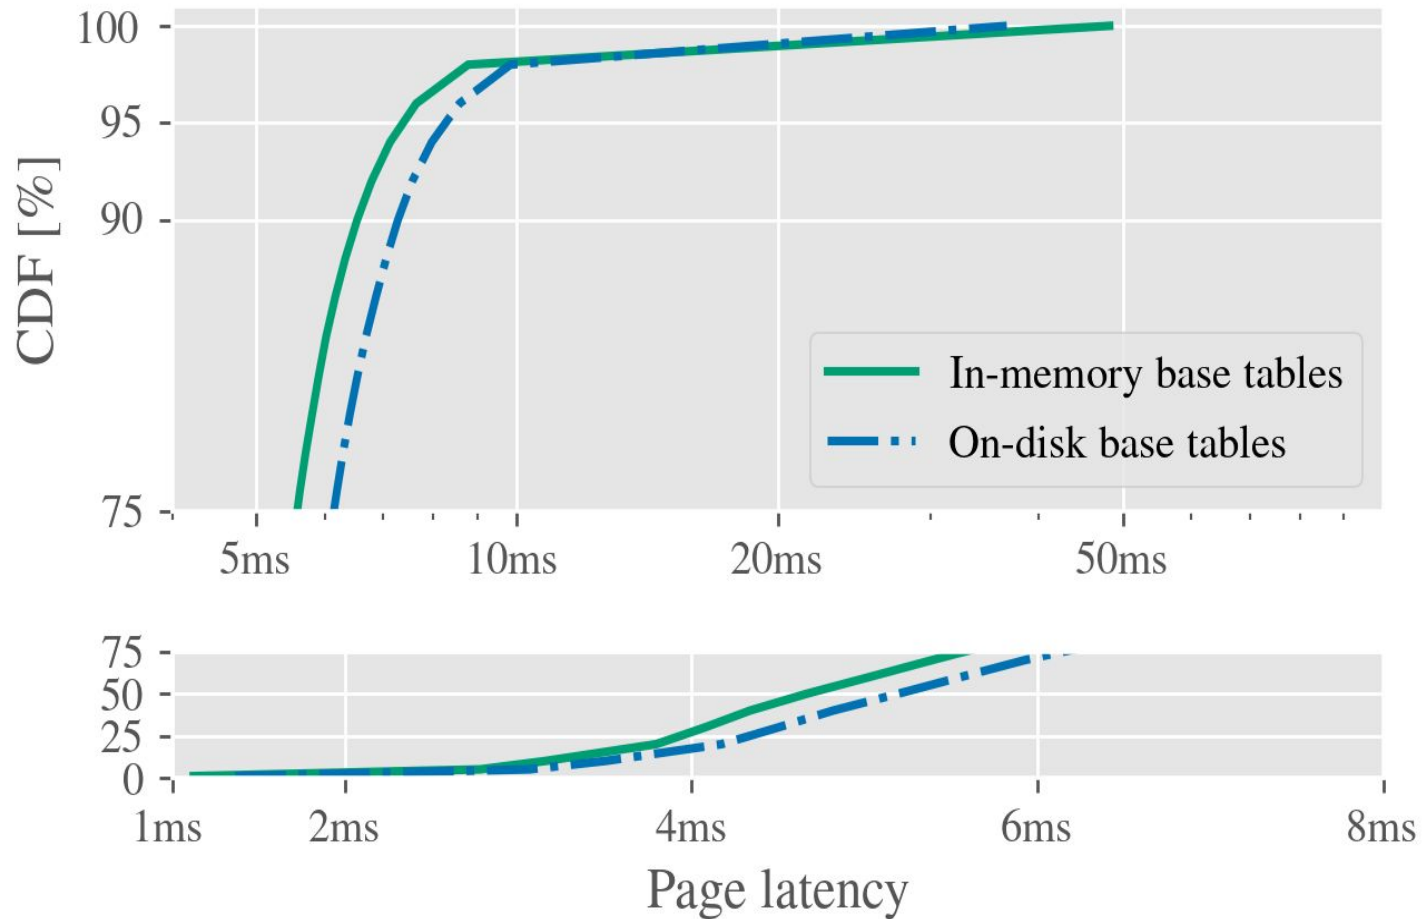 100
95
90
75
CDF [%]
In-memory base tables
On-disk base tables
5ms
10ms
20ms
50ms
75
50
25
0
1ms
2ms
4ms
6ms
8ms
Page latency